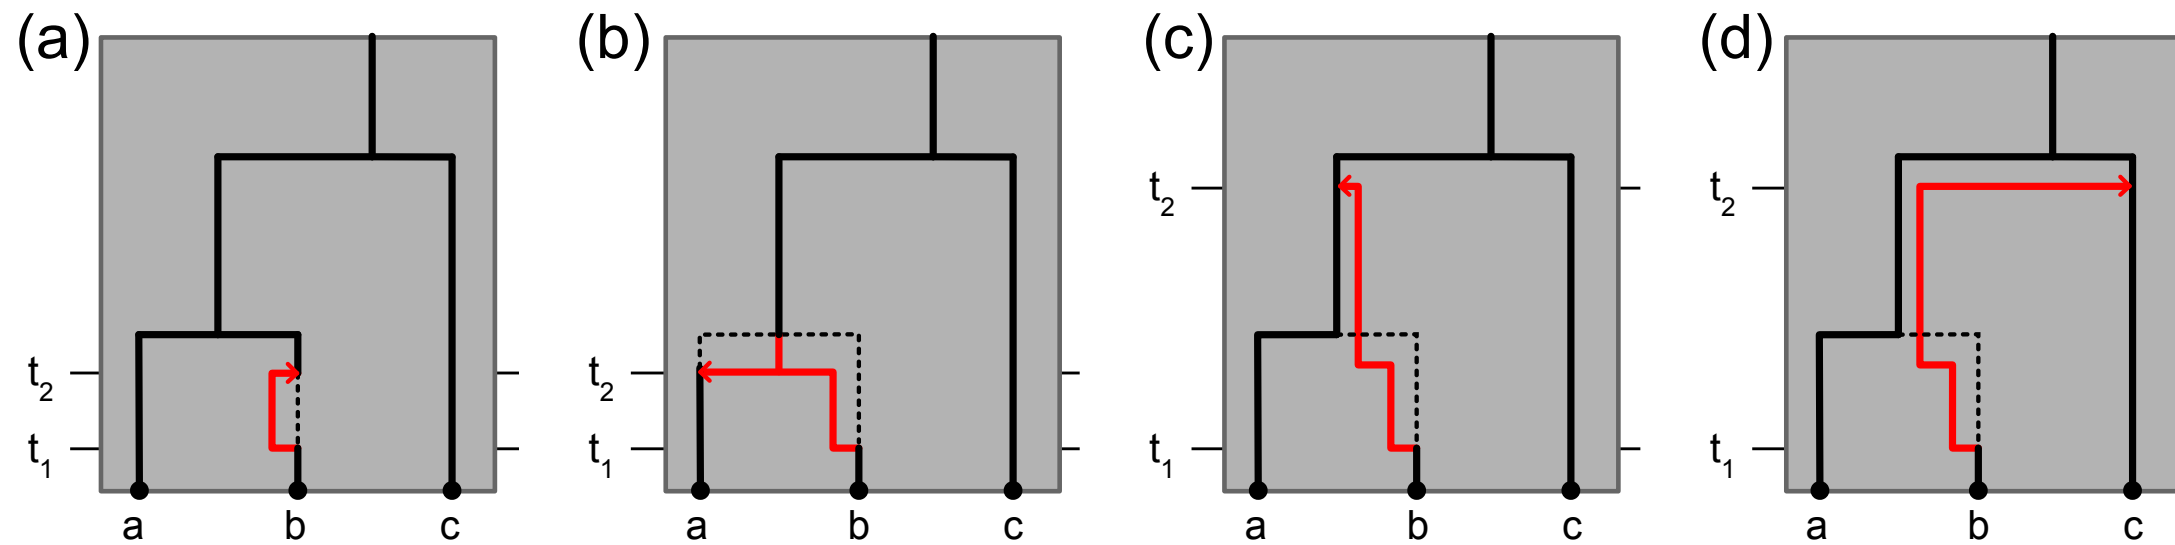 (a) (b) (c) (d)
t2 t2
t2 t2
t1 t1 t1 t1
a b c a b c a b c a b c